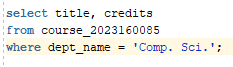 select title, credits
from course_2023160085
where dept_name = 'Comp. Sci.';